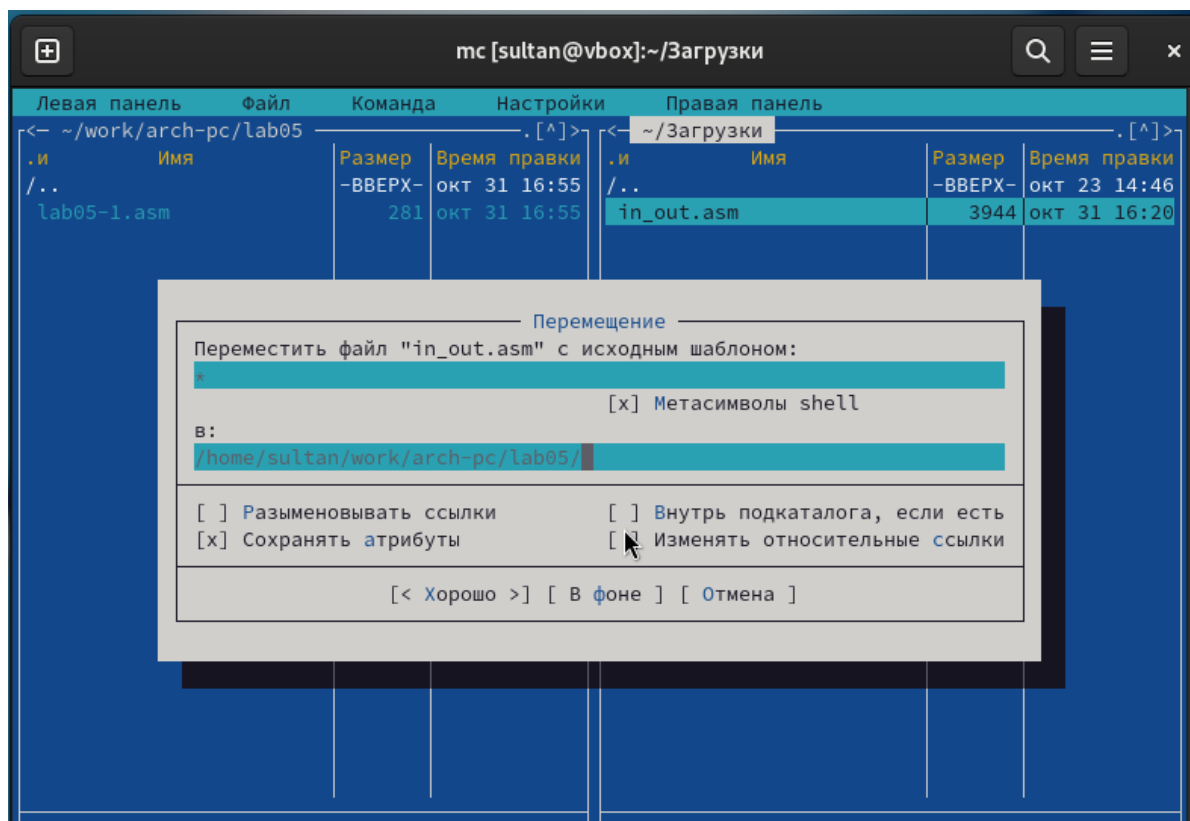 mc [sultan@vbox]:~/Загрузки
Левая панель Файл Команда Настройки Правая панель
<— ~/work/arch-pc/lab05 .[^]> <— ~/Загрузки .[^]>
.и Имя Размер Время правки .и Имя Размер Время правки
/.. -ВВЕРХ- окт 31 16:55 /.. -ВВЕРХ- окт 23 14:46
lab05-1.asm 281 окт 31 16:55 in_out.asm 3944 окт 31 16:20
Перемещение
Переместить файл "in_out.asm" с исходным шаблоном:
*
[x] Метасимволы shell
в:
/home/sultan/work/arch-pc/lab05/
[ ] Разыменовывать ссылки [ ] Внутрь подкаталога, если есть
[x] Сохранять атрибуты [ ] Изменять относительные ссылки
[< Хорошо >] [ В фоне ] [ Отмена ]